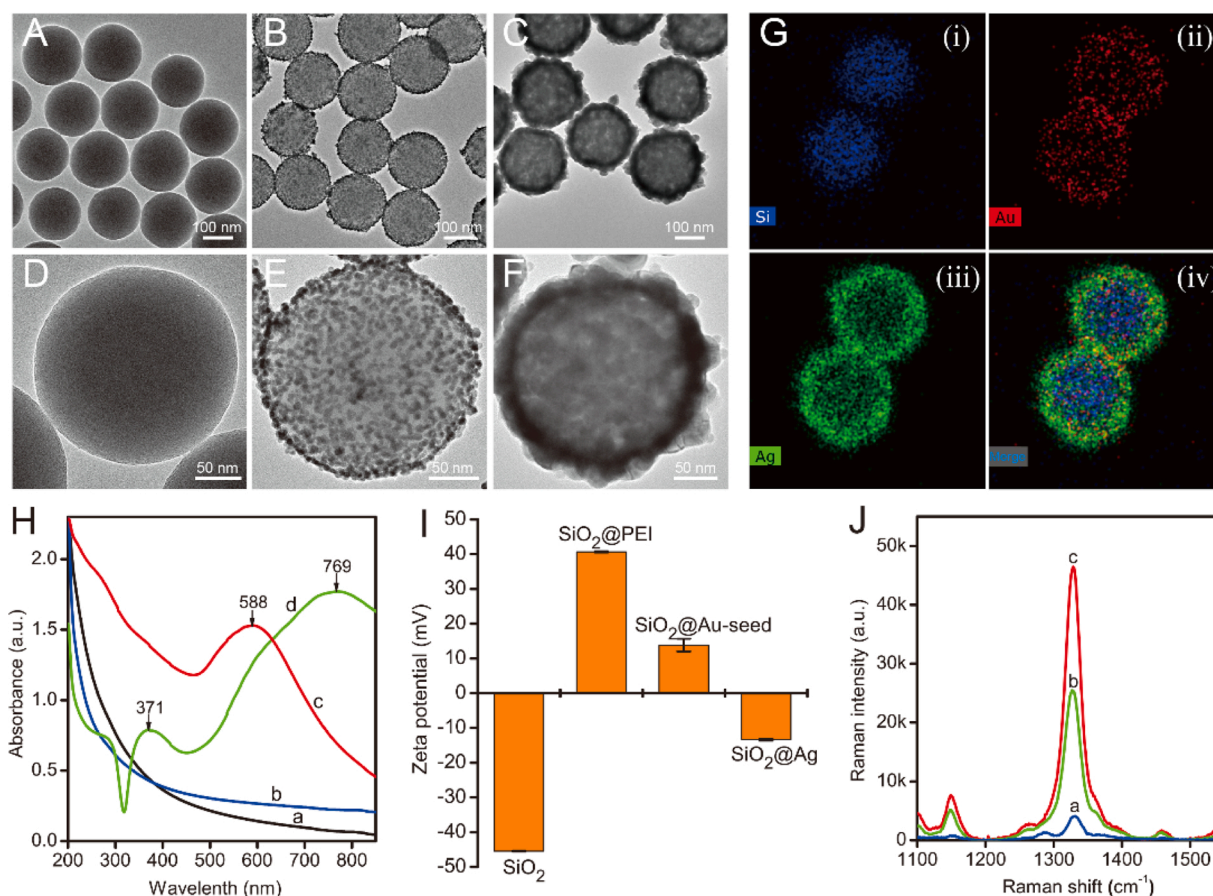 A
B
C
100 nm
100 nm
100 nm
D
E
F
50 nm
50 nm
50 nm
G
(i)
(ii)
Si
Au
(iii)
(iv)
Ag
Merge
H
Absorbance (a.u.)
2.0
1.5
1.0
0.5
0.0
371
588
769
d
c
b
a
200 300 400 500 600 700 800
Wavelenth (nm)
I
Zeta potential (mV)
50
40
30
20
10
0
-10
-20
-30
-40
-50
SiO2@PEI
SiO2@Au-seed
SiO2@Ag
SiO2
J
Raman intensity (a.u.)
50k
40k
30k
20k
10k
0
c
b
a
1100 1200 1300 1400 1500
Raman shift (cm-1)